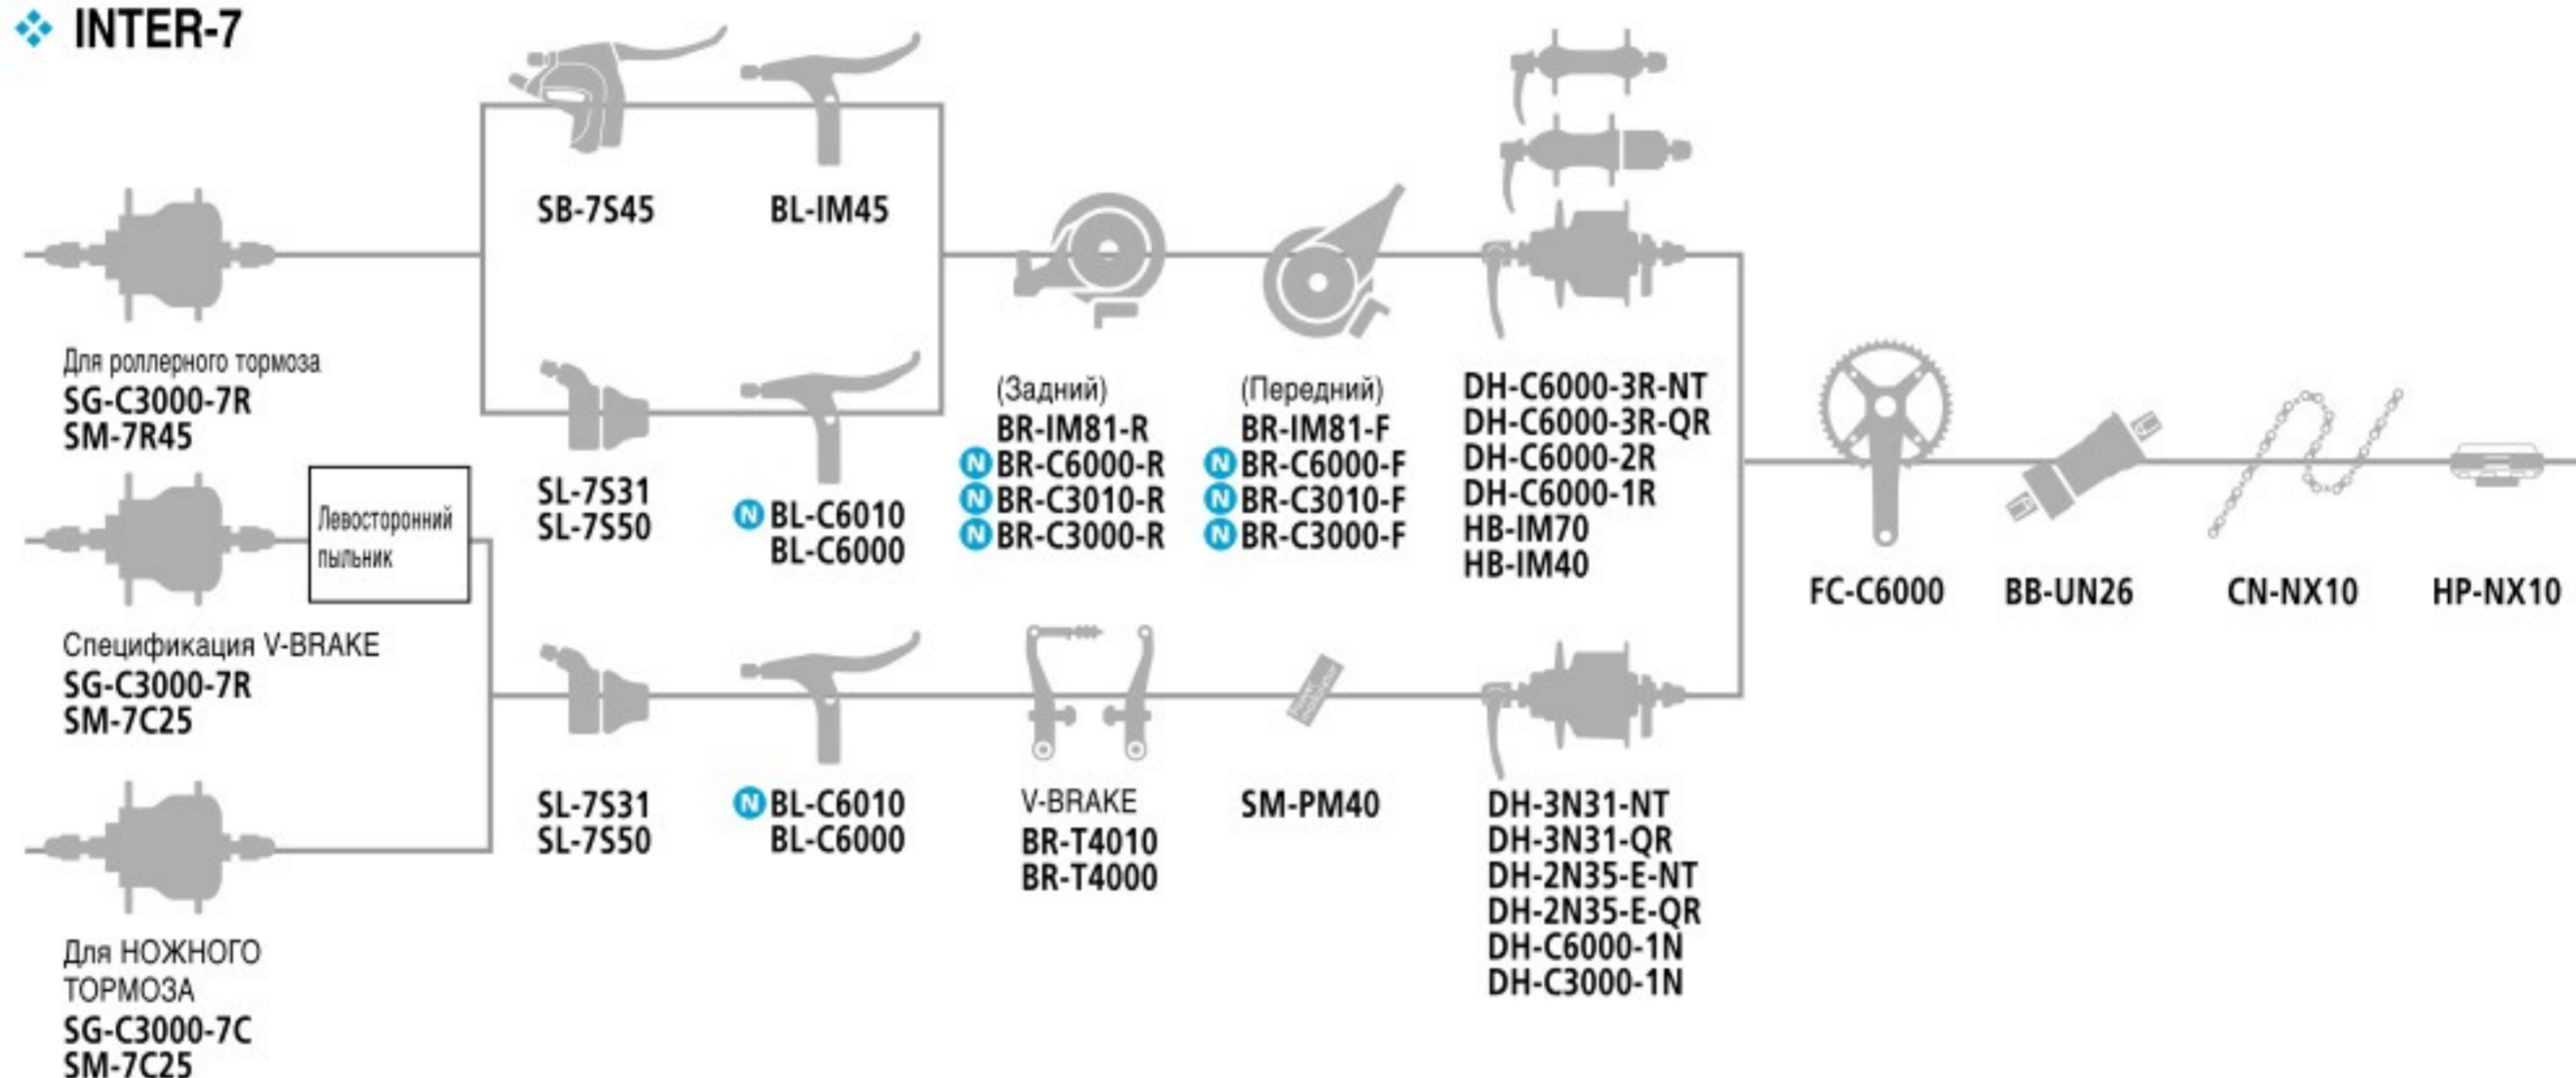 INTER-7
SB-7S45
BL-IM45
Для роллерного тормоза
SG-C3000-7R
SM-7R45
SL-7S31
SL-7S50
N BL-C6010
BL-C6000
(Задний)
BR-IM81-R
N BR-C6000-R
N BR-C3010-R
N BR-C3000-R
(Передний)
BR-IM81-F
N BR-C6000-F
N BR-C3010-F
N BR-C3000-F
DH-C6000-3R-NT
DH-C6000-3R-QR
DH-C6000-2R
DH-C6000-1R
HB-IM70
HB-IM40
Левосторонний
пыльник
Спецификация V-BRAKE
SG-C3000-7R
SM-7C25
FC-C6000
BB-UN26
CN-NX10
HP-NX10
SL-7S31
SL-7S50
N BL-C6010
BL-C6000
V-BRAKE
BR-T4010
BR-T4000
SM-PM40
DH-3N31-NT
DH-3N31-QR
DH-2N35-E-NT
DH-2N35-E-QR
DH-C6000-1N
DH-C3000-1N
Для НОЖНОГО
ТОРМОЗА
SG-C3000-7C
SM-7C25